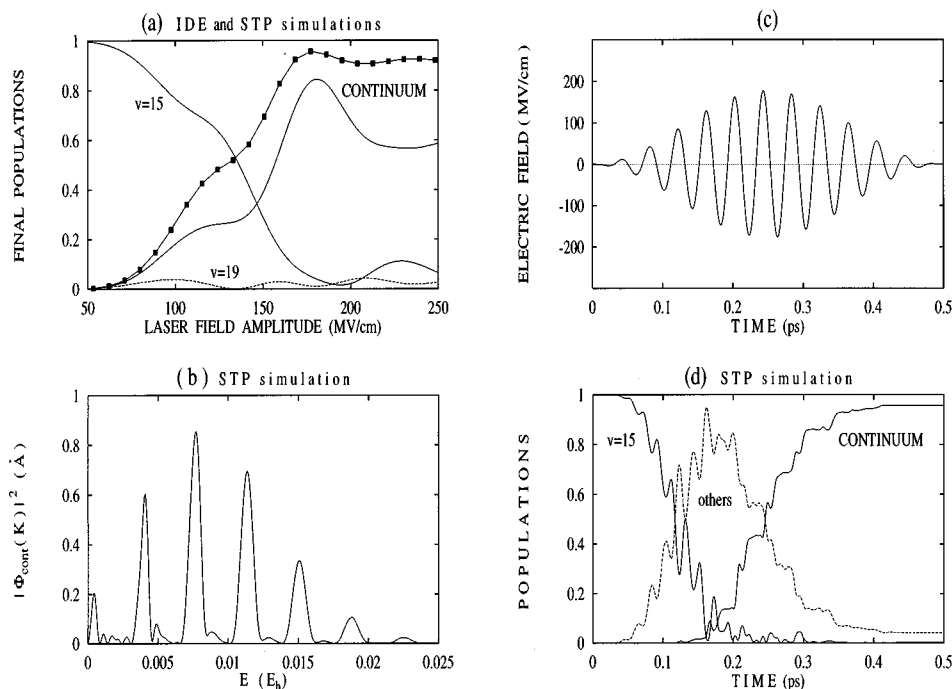 (a) IDE and STP simulations
1
0.8
0.6
0.4
0.2
0
FINAL POPULATIONS
v=15
CONTINUUM
v=19
50 100 150 200 250
LASER FIELD AMPLITUDE (MV/cm)
(c)
200
100
0
-100
-200
ELECTRIC FIELD (MV/cm)
0 0.1 0.2 0.3 0.4 0.5
TIME (ps)
(b) STP simulation
1
0.8
0.6
0.4
0.2
0
|Φcont(K)|² (Å)
0 0.005 0.01 0.015 0.02 0.025
E (Eh)
(d) STP simulation
1
0.8
0.6
0.4
0.2
0
POPULATIONS
v=15
CONTINUUM
others
0 0.1 0.2 0.3 0.4 0.5
TIME (ps)